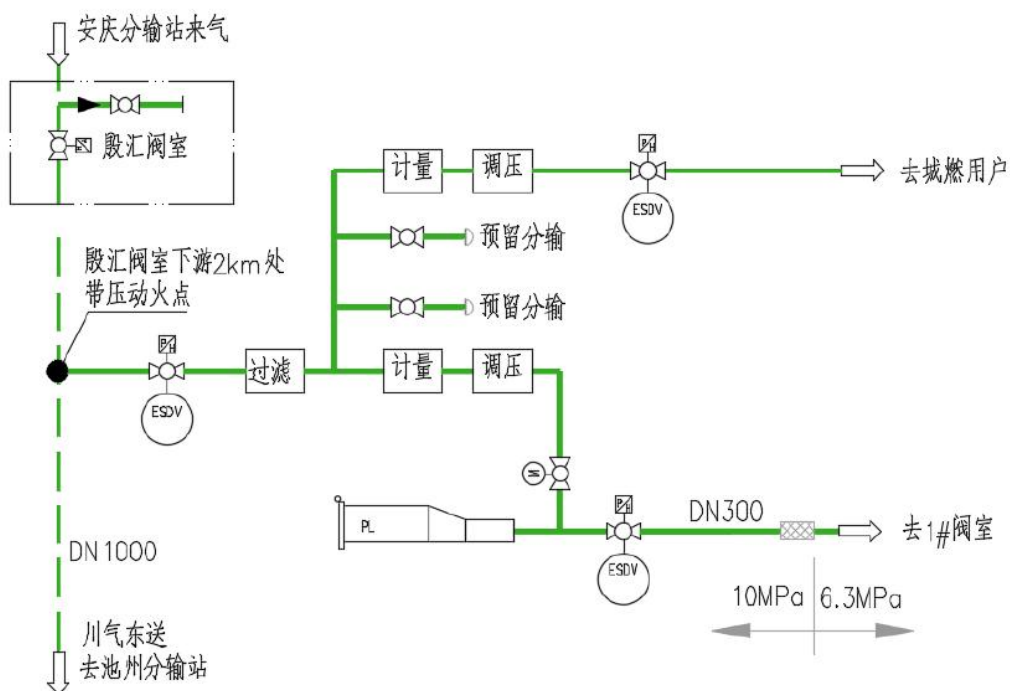 安庆分输站来气
殷汇阀室
计量
调压
P/H
ESDV
去城燃用户
预留分输
殷汇阀室下游2km处
带压动火点
预留分输
P/H
ESDV
过滤
计量
调压
M
PL
P/H
ESDV
DN300
去1#阀室
DN1000
10MPa
6.3MPa
川气东送
去池州分输站